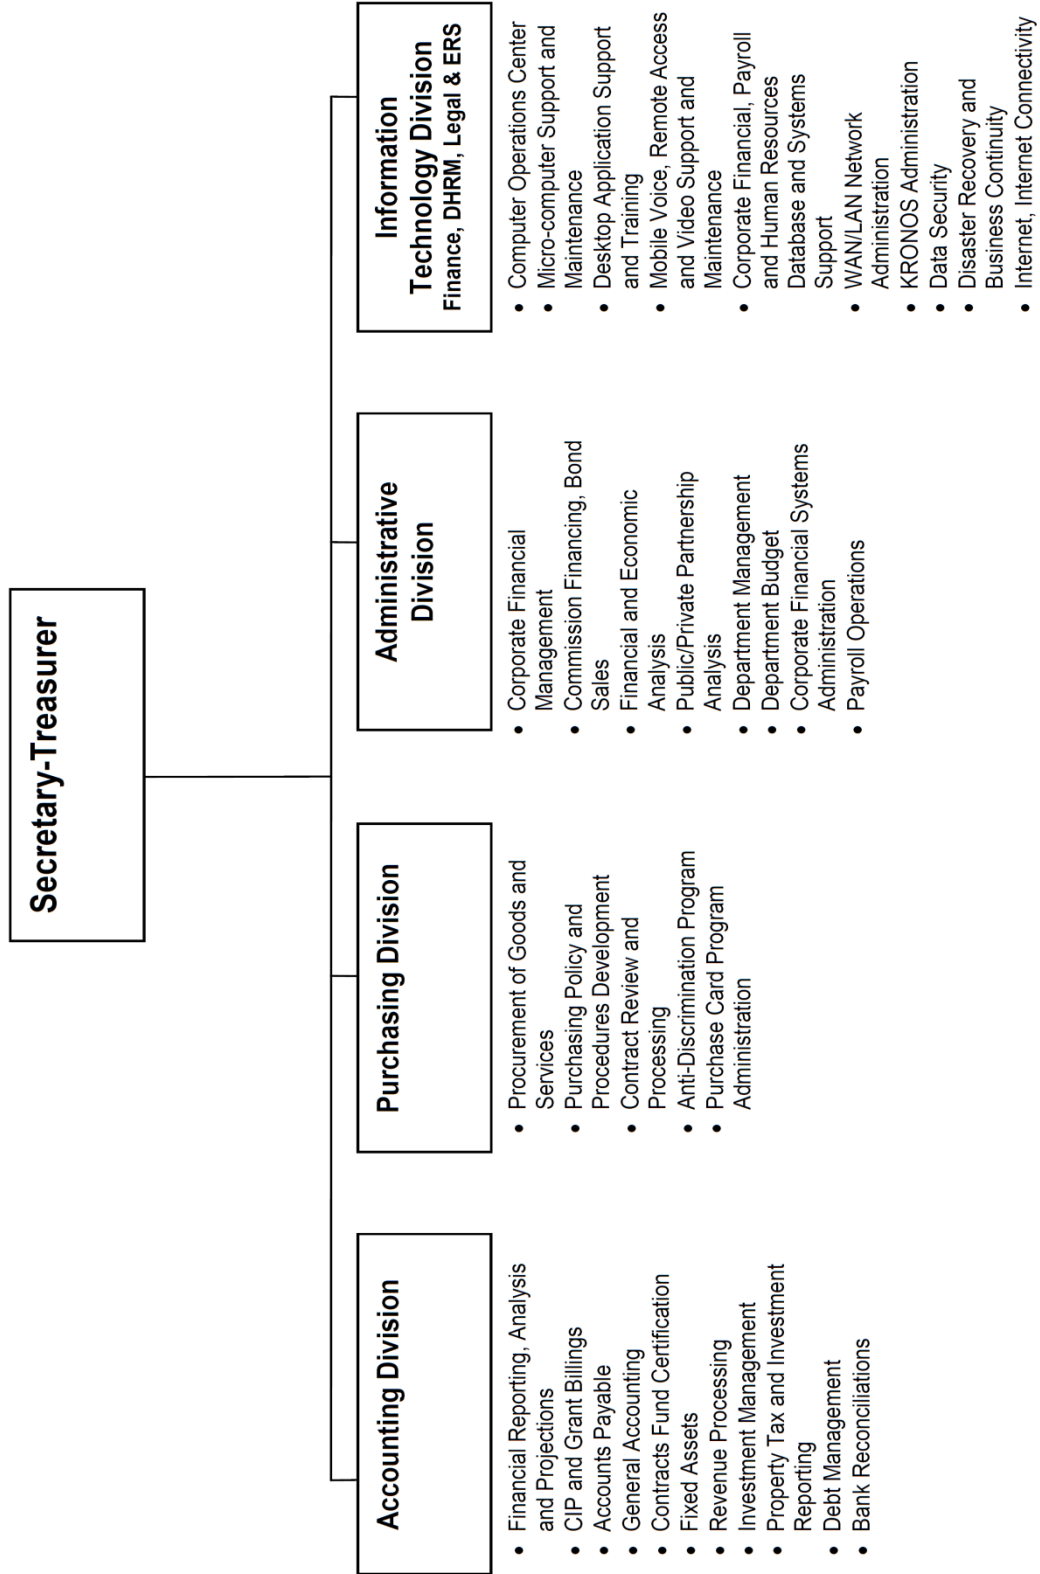 Secretary-Treasurer
Accounting Division
• Financial Reporting, Analysis
and Projections
• CIP and Grant Billings
• Accounts Payable
• General Accounting
• Contracts Fund Certification
• Fixed Assets
• Revenue Processing
• Investment Management
• Property Tax and Investment
Reporting
• Debt Management
• Bank Reconciliations
Purchasing Division
• Procurement of Goods and
Services
• Purchasing Policy and
Procedures Development
• Contract Review and
Processing
• Anti-Discrimination Program
• Purchase Card Program
Administration
Administrative
Division
• Corporate Financial
Management
• Commission Financing, Bond
Sales
• Financial and Economic
Analysis
• Public/Private Partnership
Analysis
• Department Management
• Department Budget
• Corporate Financial Systems
Administration
• Payroll Operations
Information
Technology Division
Finance, DHRM, Legal & ERS
• Computer Operations Center
• Micro-computer Support and
Maintenance
• Desktop Application Support
and Training
• Mobile Voice, Remote Access
and Video Support and
Maintenance
• Corporate Financial, Payroll
and Human Resources
Database and Systems
Support
• WAN/LAN Network
Administration
• KRONOS Administration
• Data Security
• Disaster Recovery and
Business Continuity
• Internet, Internet Connectivity